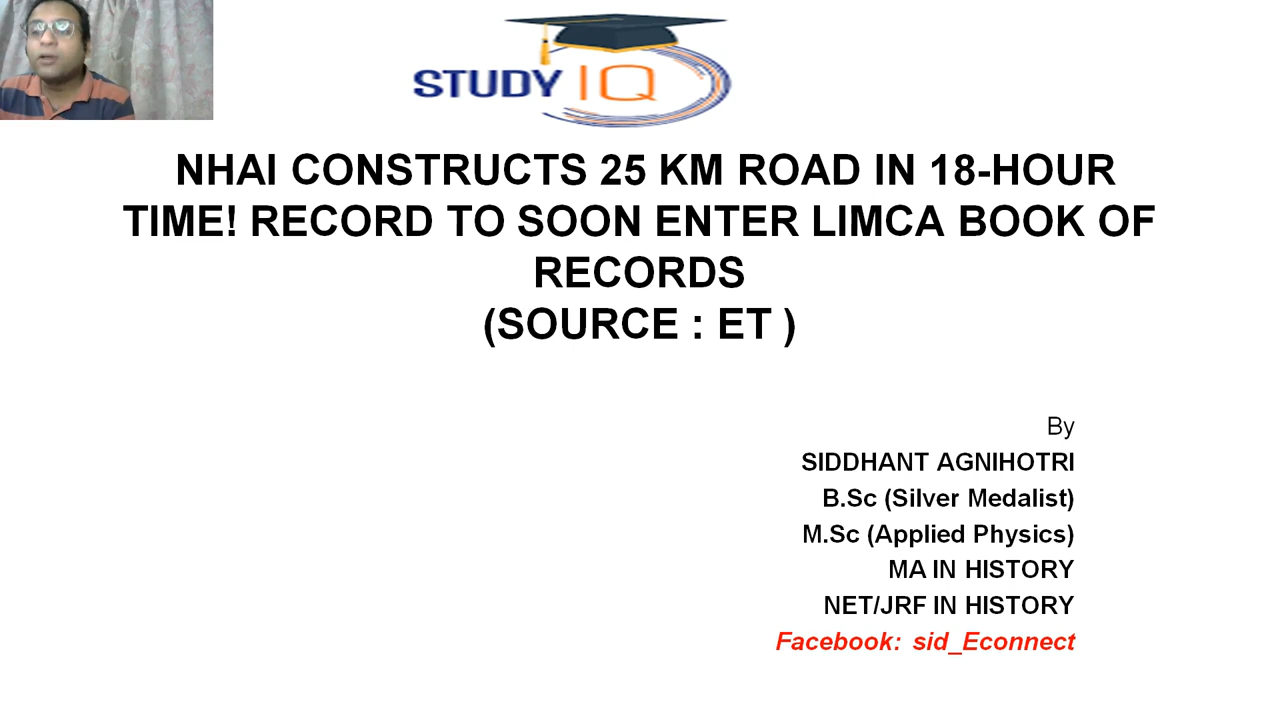 STUDY IQ
NHAI CONSTRUCTS 25 KM ROAD IN 18-HOUR
TIME! RECORD TO SOON ENTER LIMCA BOOK OF
RECORDS
(SOURCE : ET )
By
SIDDHANT AGNIHOTRI
B.Sc (Silver Medalist)
M.Sc (Applied Physics)
MA IN HISTORY
NET/JRF IN HISTORY
Facebook: sid_Econnect